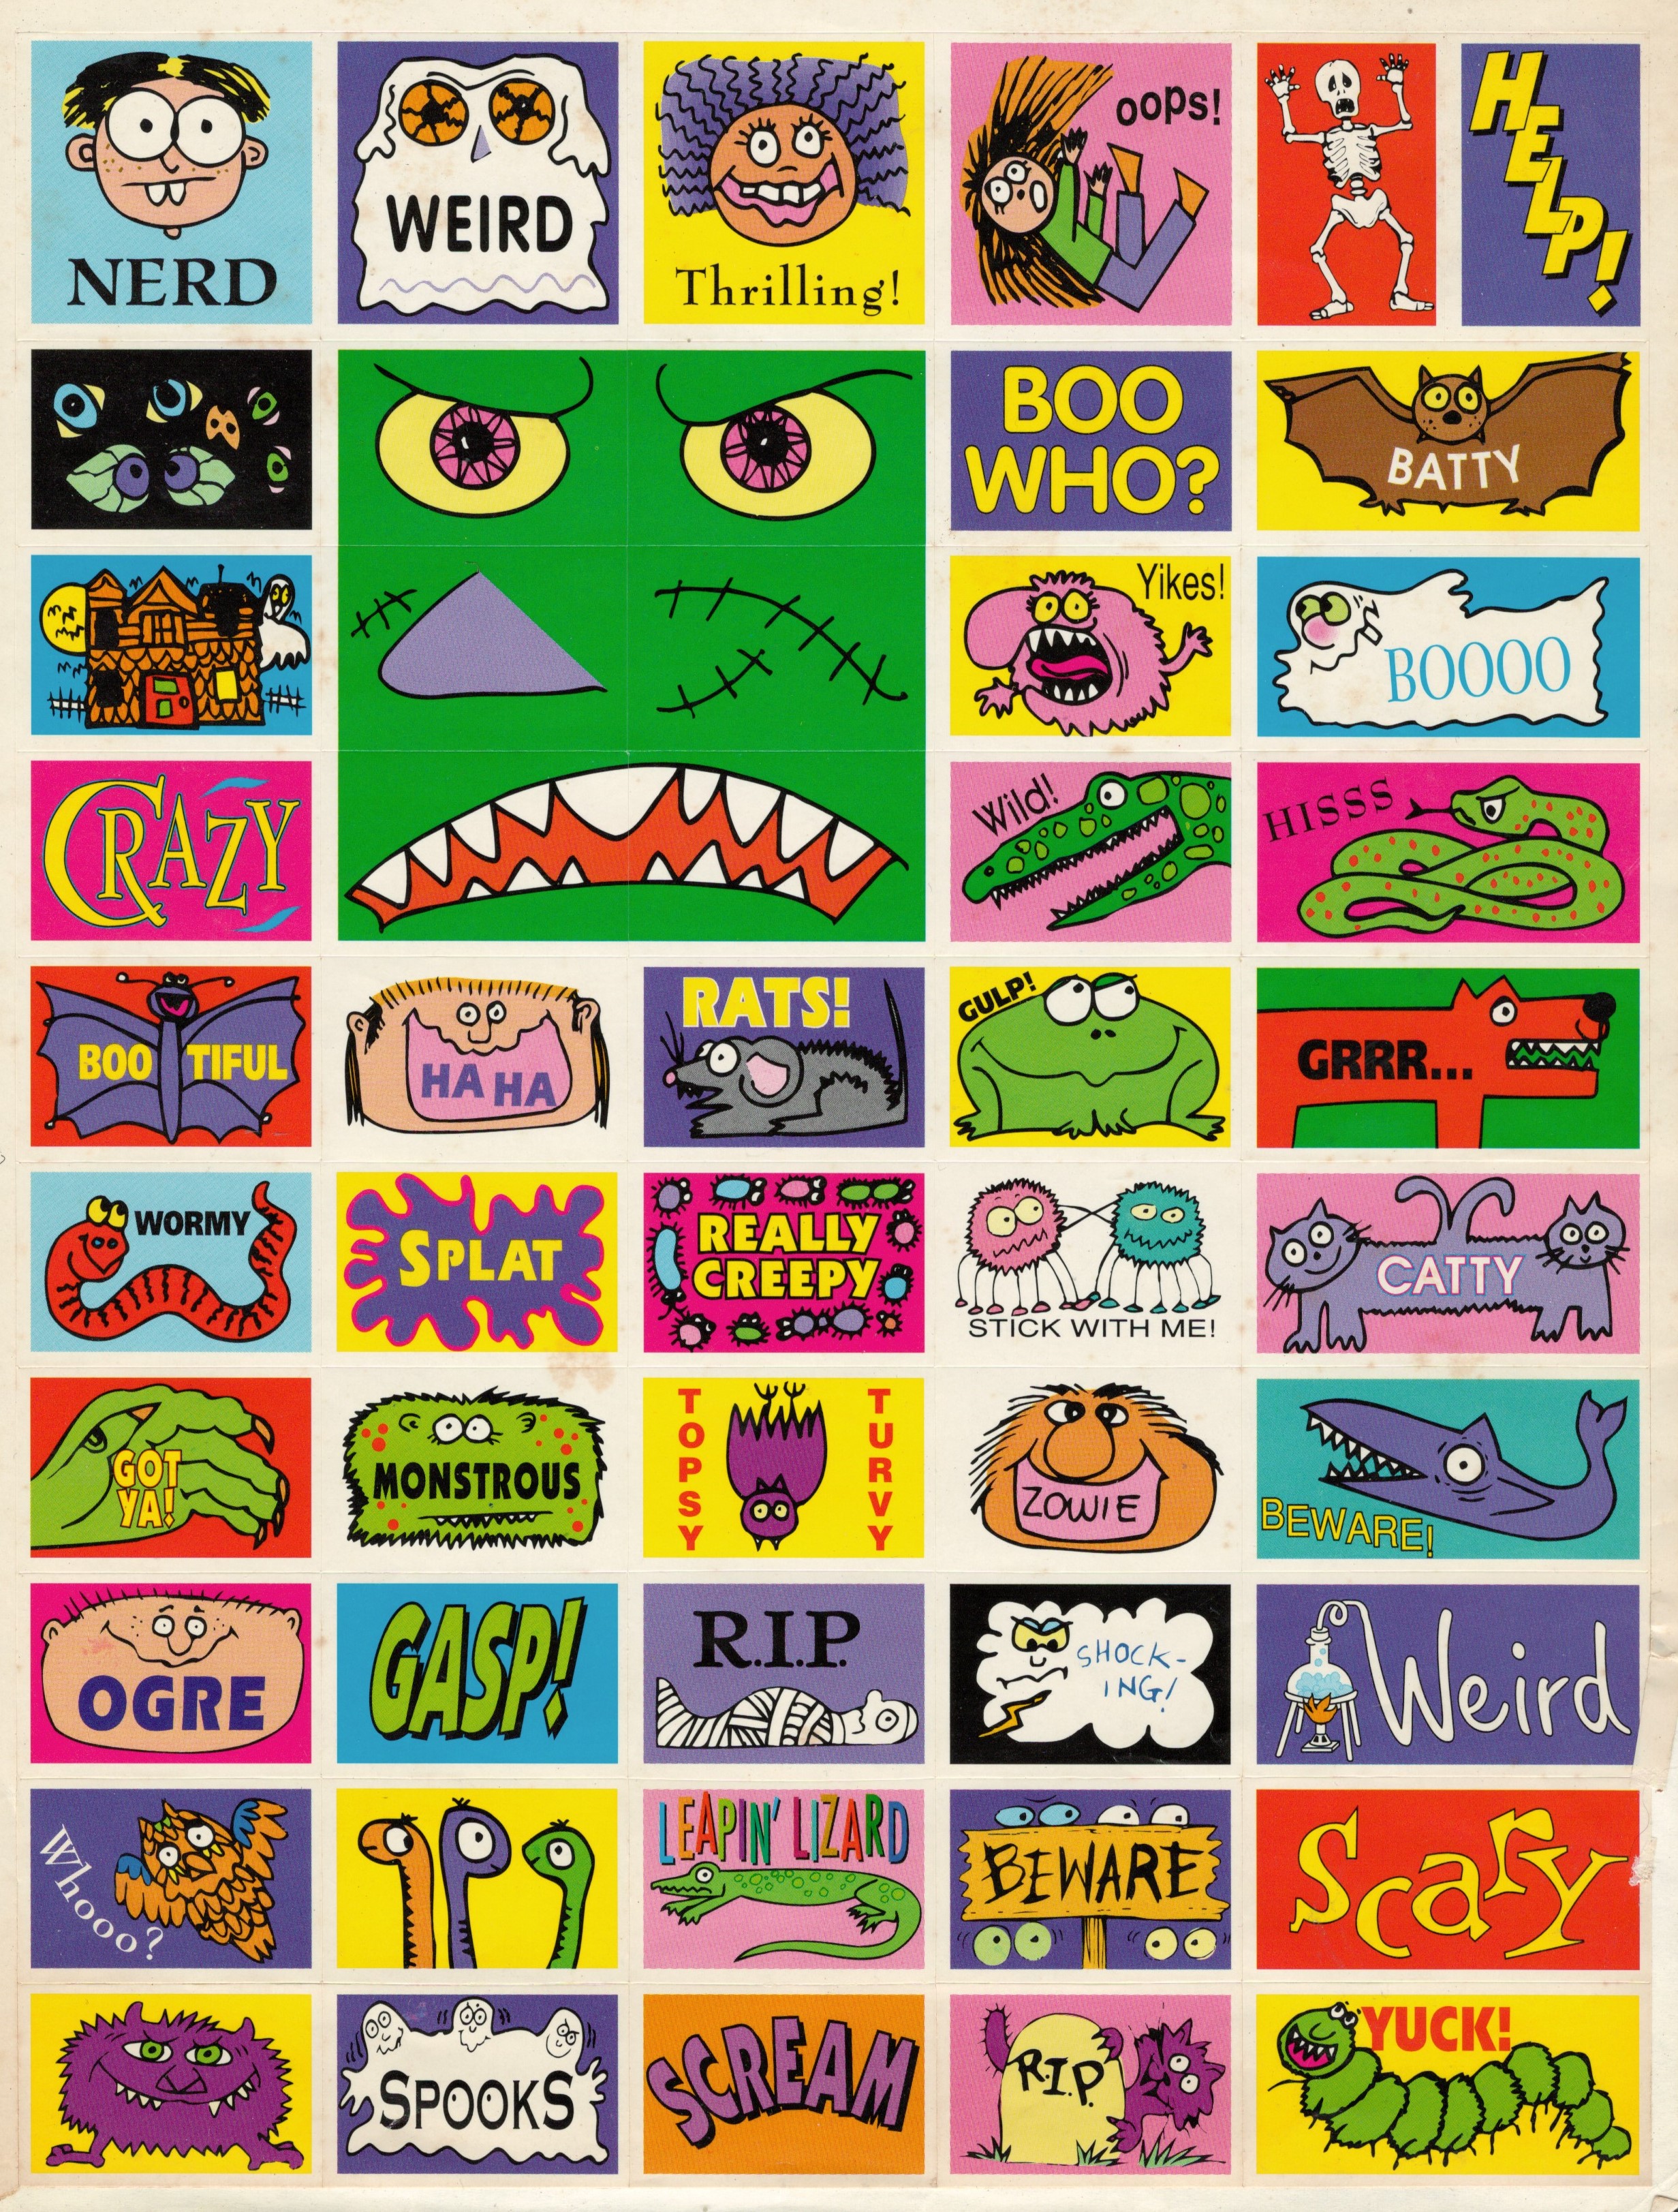 NERD
WEIRD
Thrilling!
oops!
HELP!
BOO
WHO?
BATTY
Yikes!
BOOOO
CRAZY
Wild!
HISSS
BOO TIFUL
HA HA
RATS!
GULP!
GRRR...
WORMY
SPLAT
REALLY
CREEPY
STICK WITH ME!
CATTY
GOT
YA!
MONSTROUS
TOPSY
TURVY
ZOWIE
BEWARE!
OGRE
GASP!
R.I.P.
SHOCK-
ING!
Weird
Whooo?
LEAPIN' LIZARD
BEWARE
Scary
SPOOKS
SCREAM
R.I.P.
YUCK!